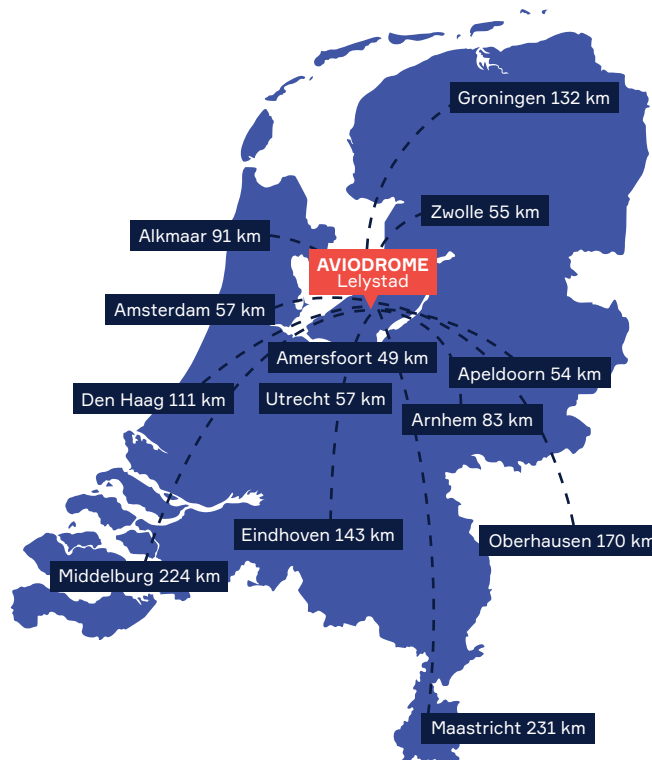 Groningen 132 km
Zwolle 55 km
Alkmaar 91 km
AVIODROME
Lelystad
Amsterdam 57 km
Amersfoort 49 km
Apeldoorn 54 km
Den Haag 111 km
Utrecht 57 km
Arnhem 83 km
Eindhoven 143 km
Oberhausen 170 km
Middelburg 224 km
Maastricht 231 km